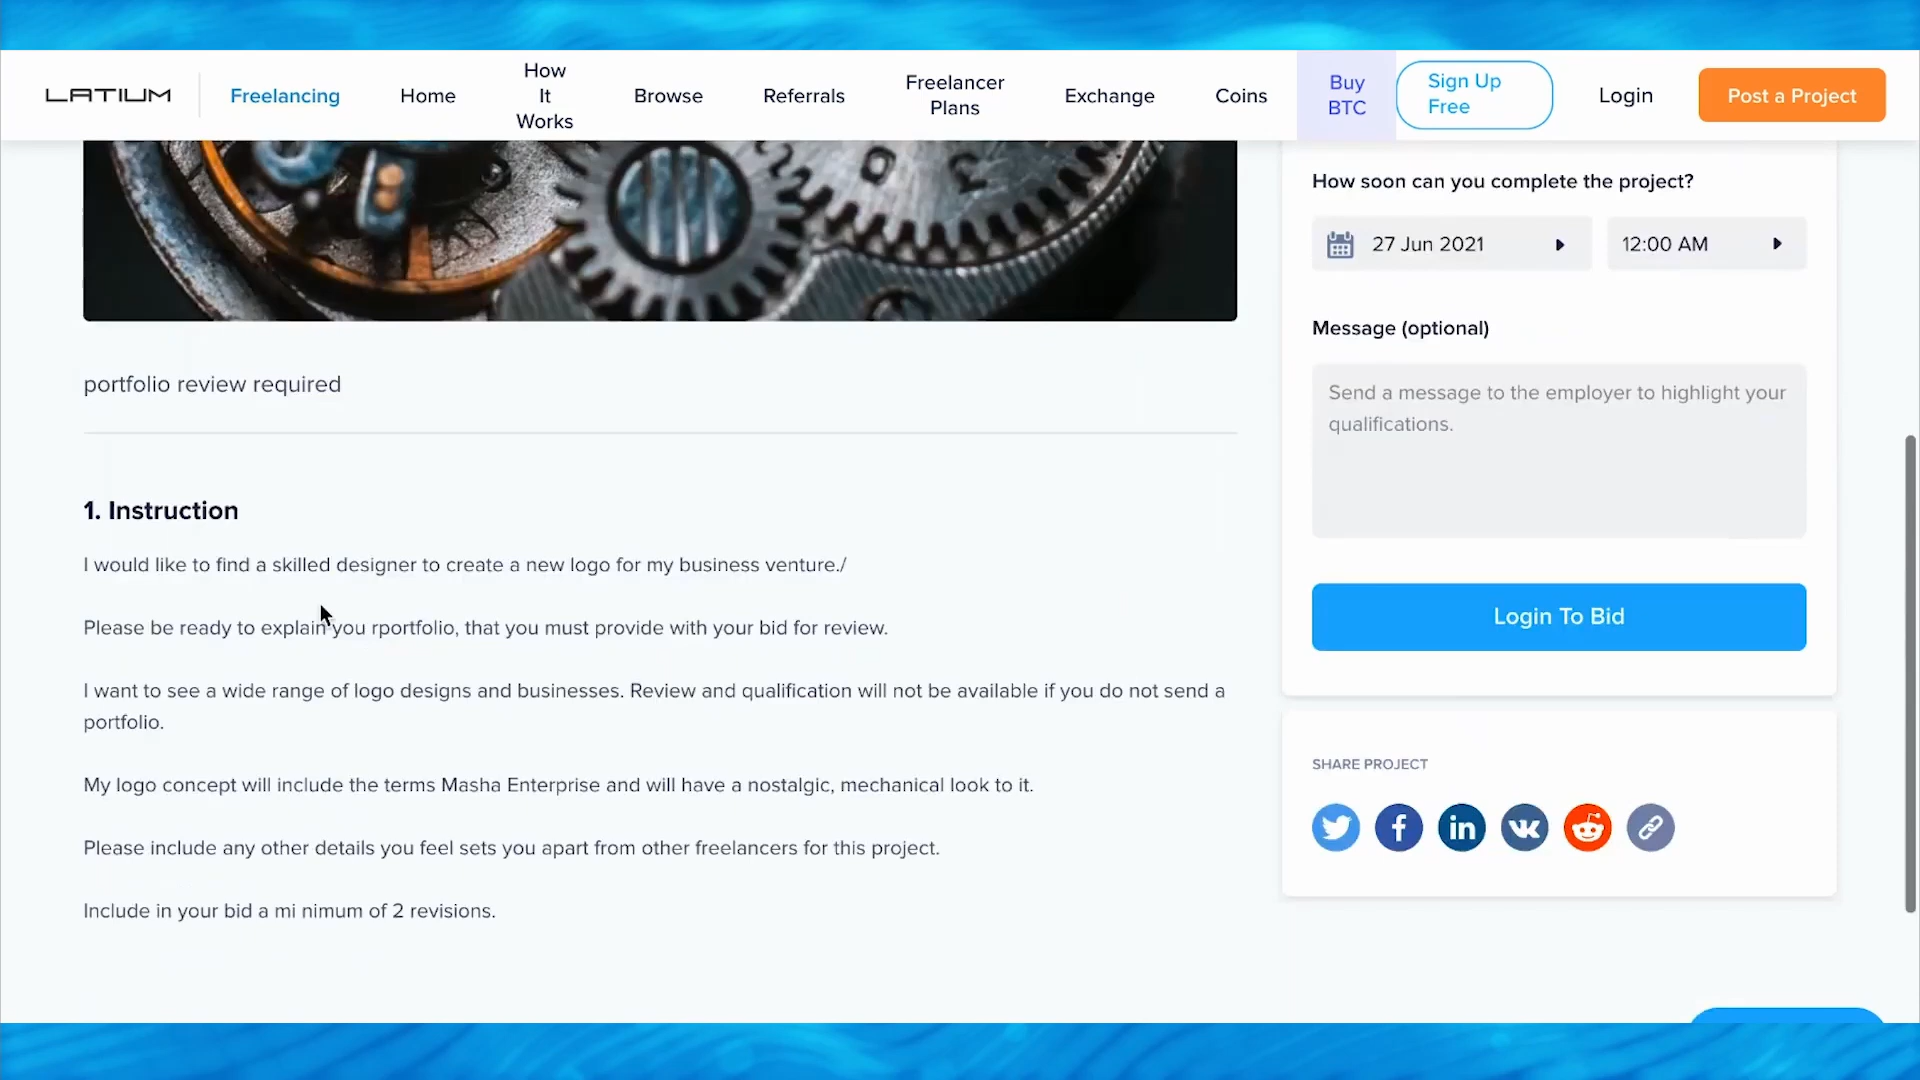 LATIUM
Freelancing
Home
How
It
Works
Browse
Referrals
Freelancer
Plans
Exchange
Coins
Buy
BTC
Sign Up
Free
Login
Post a Project
How soon can you complete the project?
27 Jun 2021
12:00 AM
Message (optional)
Send a message to the employer to highlight your
qualifications.
Login To Bid
SHARE PROJECT
portfolio review required
1. Instruction
I would like to find a skilled designer to create a new logo for my business venture./
Please be ready to explain you rportfolio, that you must provide with your bid for review.
I want to see a wide range of logo designs and businesses. Review and qualification will not be available if you do not send a
portfolio.
My logo concept will include the terms Masha Enterprise and will have a nostalgic, mechanical look to it.
Please include any other details you feel sets you apart from other freelancers for this project.
Include in your bid a mi nimum of 2 revisions.